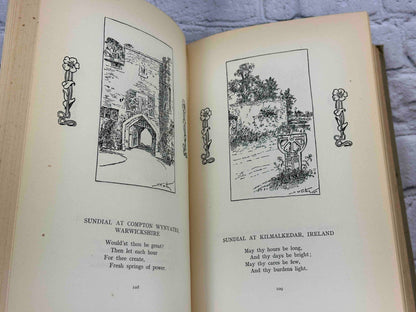 SUNDIAL AT COMPTON WYNYATES,
WARWICKSHIRE
Would'st thou be great?
Then let each hour
For thee create,
Fresh springs of power.
SUNDIAL AT KILMALKEDAR, IRELAND
May thy hours be long,
And thy days be bright;
May thy cares be few,
And thy burdens light.